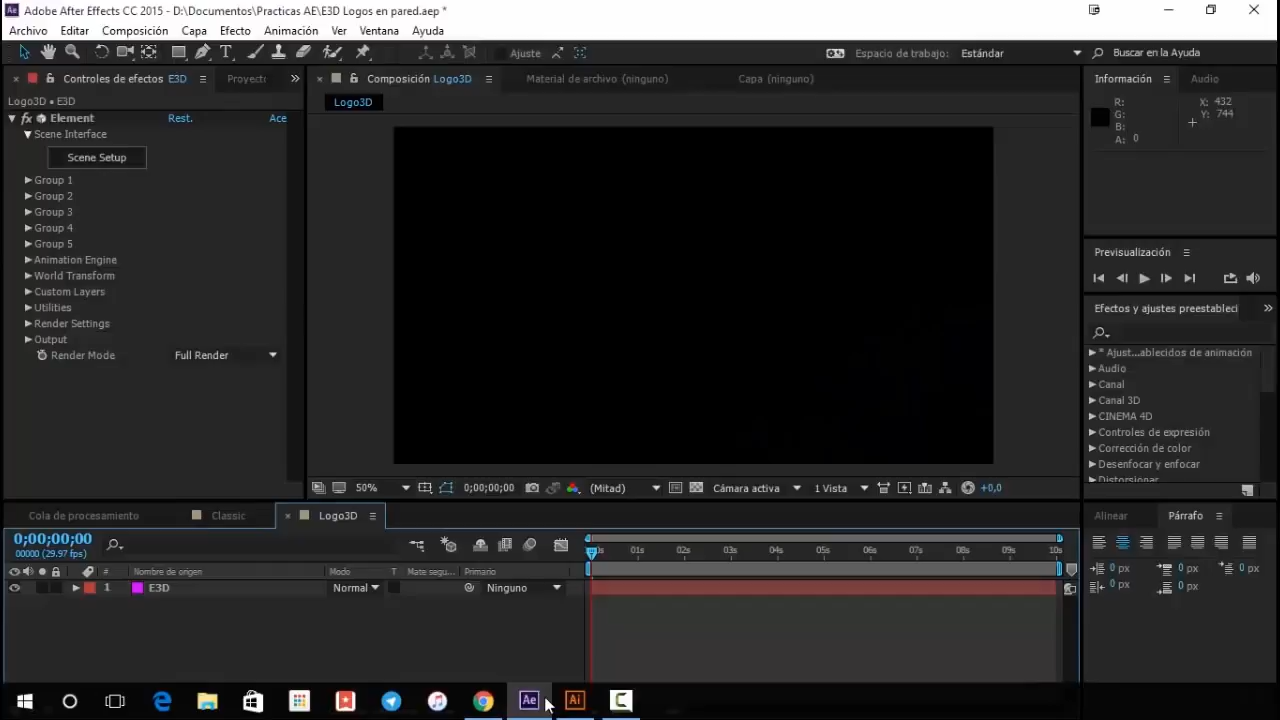 Adobe After Effects CC 2015 - D:\Documentos\Practicas AE\E3D Logos en pared.aep *
Archivo Editar Composición Capa Efecto Animación Ver Ventana Ayuda
Ajuste Espacio de trabajo: Estándar Buscar en la Ayuda
Controles de efectos E3D Proyect
Composición Logo3D Material de archivo (ninguno) Capa (ninguno)
Información Audio
Logo3D • E3D
Logo3D
fx Element Rest. Ace
Scene Interface
Scene Setup
Group 1
Group 2
Group 3
Group 4
Group 5
Animation Engine
World Transform
Custom Layers
Utilities
Render Settings
Output
Render Mode Full Render
50% 0;00;00;00 (Mitad) Cámara activa 1 Vista +0,0
R: X: 432
G: Y: 744
B:
A: 0
Previsualización
Efectos y ajustes preestableci
* Ajust...ablecidos de animación
Audio
Canal
Canal 3D
CINEMA 4D
Controles de expresión
Corrección de color
Desenfocar y enfocar
Distorsionar
Cola de procesamiento Classic Logo3D
Alinear Párrafo
0;00;00;00
00000 (29.97 fps)
01s 02s 03s 04s 05s 06s 07s 08s 09s 10s
# Nombre de origen Modo T Mate segu... Primario
1 E3D Normal Ninguno
0 px 0 px 0 px
0 px 0 px
Ae Ai C